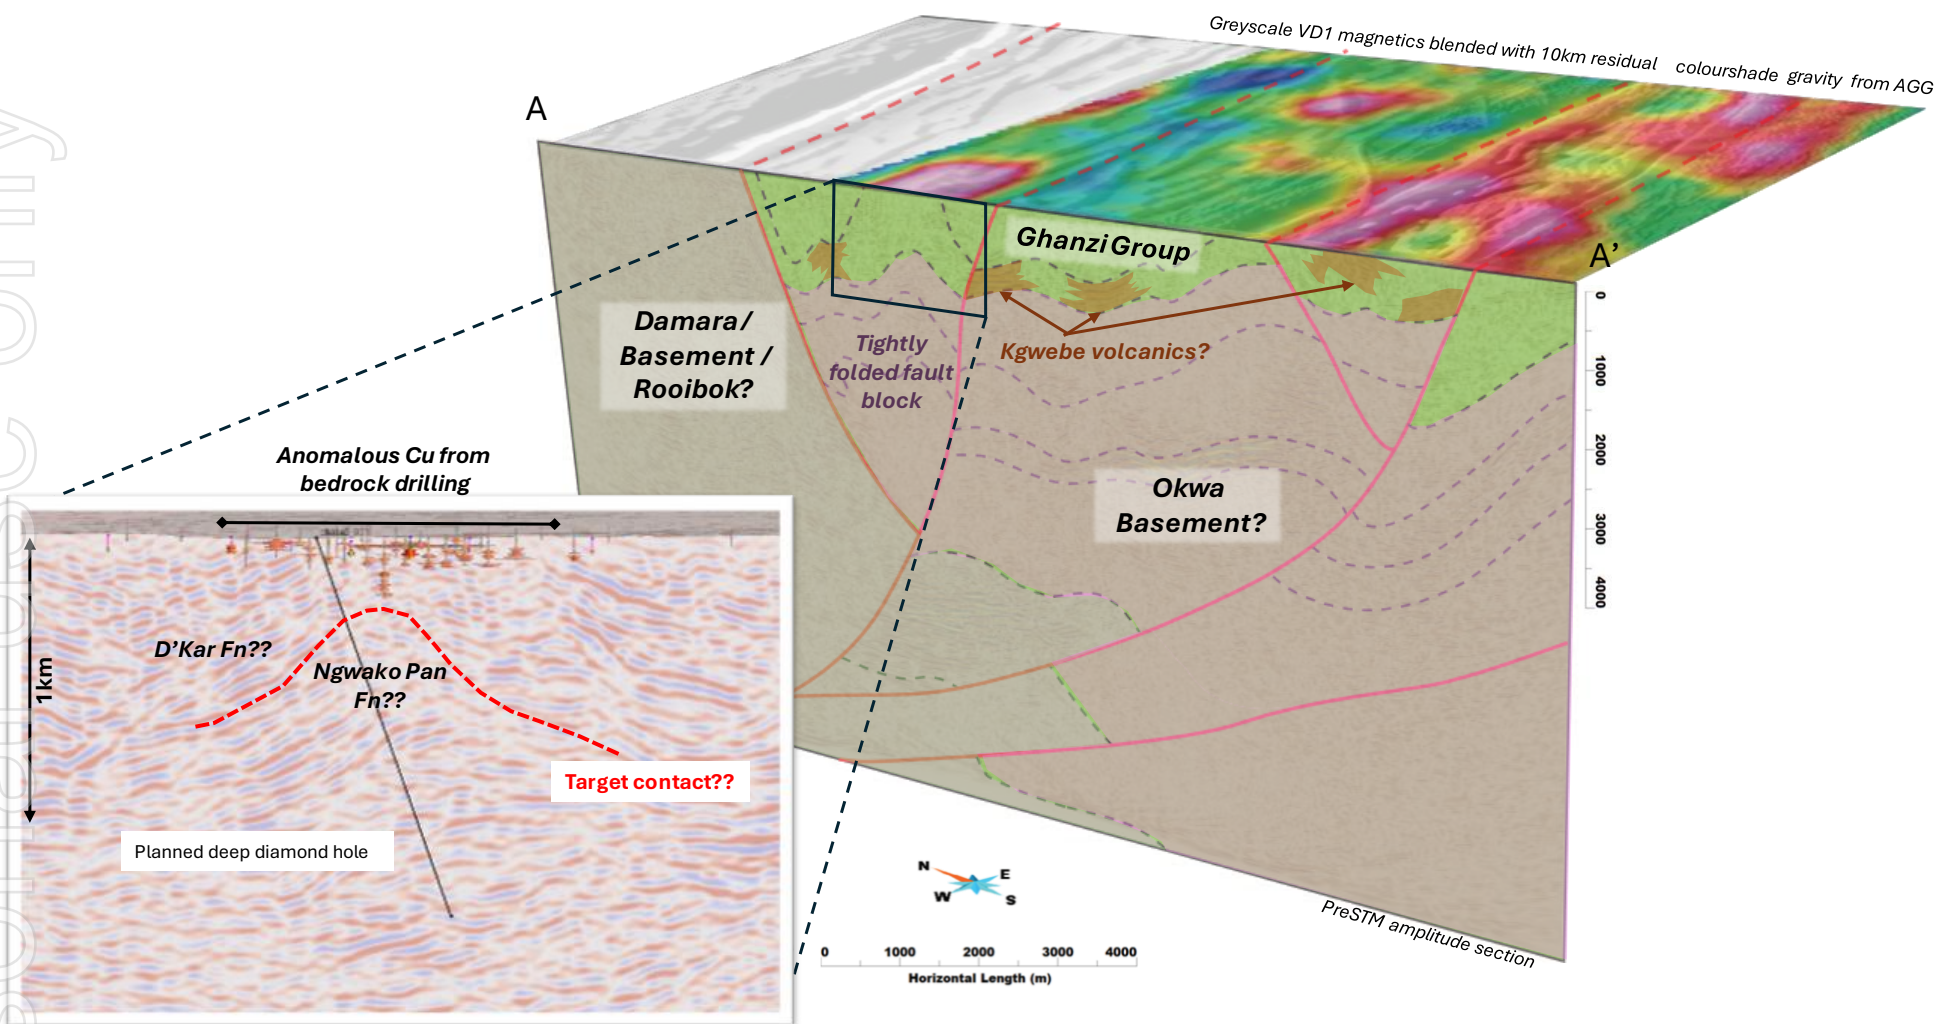 Greyscale VD1 magnetics blended with 10km residual colourshade gravity from AGG
A
A'
Ghanzi Group
Damara/
Basement /
Rooibok?
Tightly
folded fault
block
Kgwebe volcanics?
Okwa
Basement?
0
1000
2000
3000
4000
Anomalous Cu from
bedrock drilling
1km
D'Kar Fn??
Ngwako Pan
Fn??
Target contact??
Planned deep diamond hole
N
E
W
S
0 1000 2000 3000 4000
Horizontal Length (m)
PreSTM amplitude section